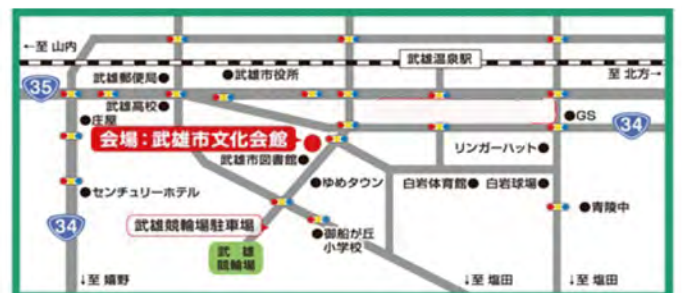 ←至 山内
武雄温泉駅
至 北方→
武雄郵便局
武雄市役所
35
武雄高校
庄屋
GS
34
会場：武雄市文化会館
リンガーハット
武雄市図書館
センチュリーホテル
ゆめタウン
白岩体育館
白岩球場
34
武雄競輪場駐車場
青陵中
御船が丘
小学校
武 雄
競輪場
↓至 嬉野
↓至 塩田
↓至 塩田